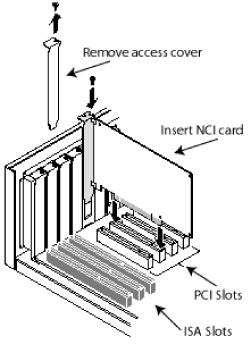 Remove access cover
Insert NCI card
PCI Slots
ISA Slots